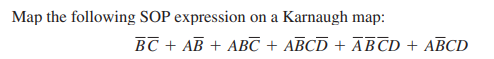 Map the following SOP expression on a Karnaugh map:
B̅C̅ + AB̅ + ABC̅ + AB̅CD̅ + A̅B̅C̅D + AB̅CD